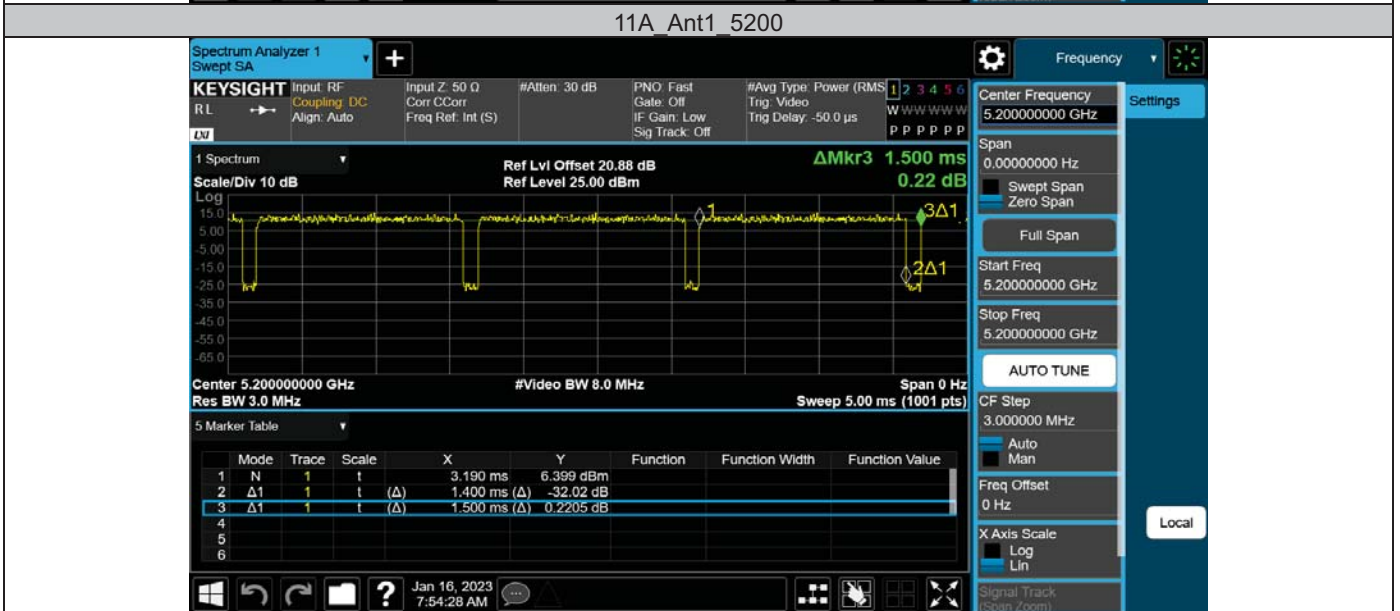 11A_Ant1_5200
Spectrum Analyzer 1
Swept SA
+
Frequency
KEYSIGHT
RL
LXI
Input: RF
Coupling: DC
Align: Auto
Input Z: 50 Ω
Corr CCorr
Freq Ref: Int (S)
#Atten: 30 dB
PNO: Fast
Gate: Off
IF Gain: Low
Sig Track: Off
#Avg Type: Power (RMS
Trig: Video
Trig Delay: -50.0 µs
1 2 3 4 5 6
W W W W W W
P P P P P P
1 Spectrum
Scale/Div 10 dB
Ref Lvl Offset 20.88 dB
Ref Level 25.00 dBm
ΔMkr3 1.500 ms
0.22 dB
Log
15.0
5.00
-5.00
-15.0
-25.0
-35.0
-45.0
-55.0
-65.0
1
3Δ1
2Δ1
Center 5.200000000 GHz
#Video BW 8.0 MHz
Span 0 Hz
Res BW 3.0 MHz
Sweep 5.00 ms (1001 pts)
5 Marker Table
Mode Trace Scale X Y Function Function Width Function Value
1 N 1 t 3.190 ms 6.399 dBm
2 Δ1 1 t (Δ) 1.400 ms (Δ) -32.02 dB
3 Δ1 1 t (Δ) 1.500 ms (Δ) 0.2205 dB
4
5
6
Center Frequency
5.200000000 GHz
Settings
Span
0.00000000 Hz
Swept Span
Zero Span
Full Span
Start Freq
5.200000000 GHz
Stop Freq
5.200000000 GHz
AUTO TUNE
CF Step
3.000000 MHz
Auto
Man
Freq Offset
0 Hz
X Axis Scale
Log
Lin
Local
Signal Track
(Span Zoom)
?
Jan 16, 2023
7:54:28 AM